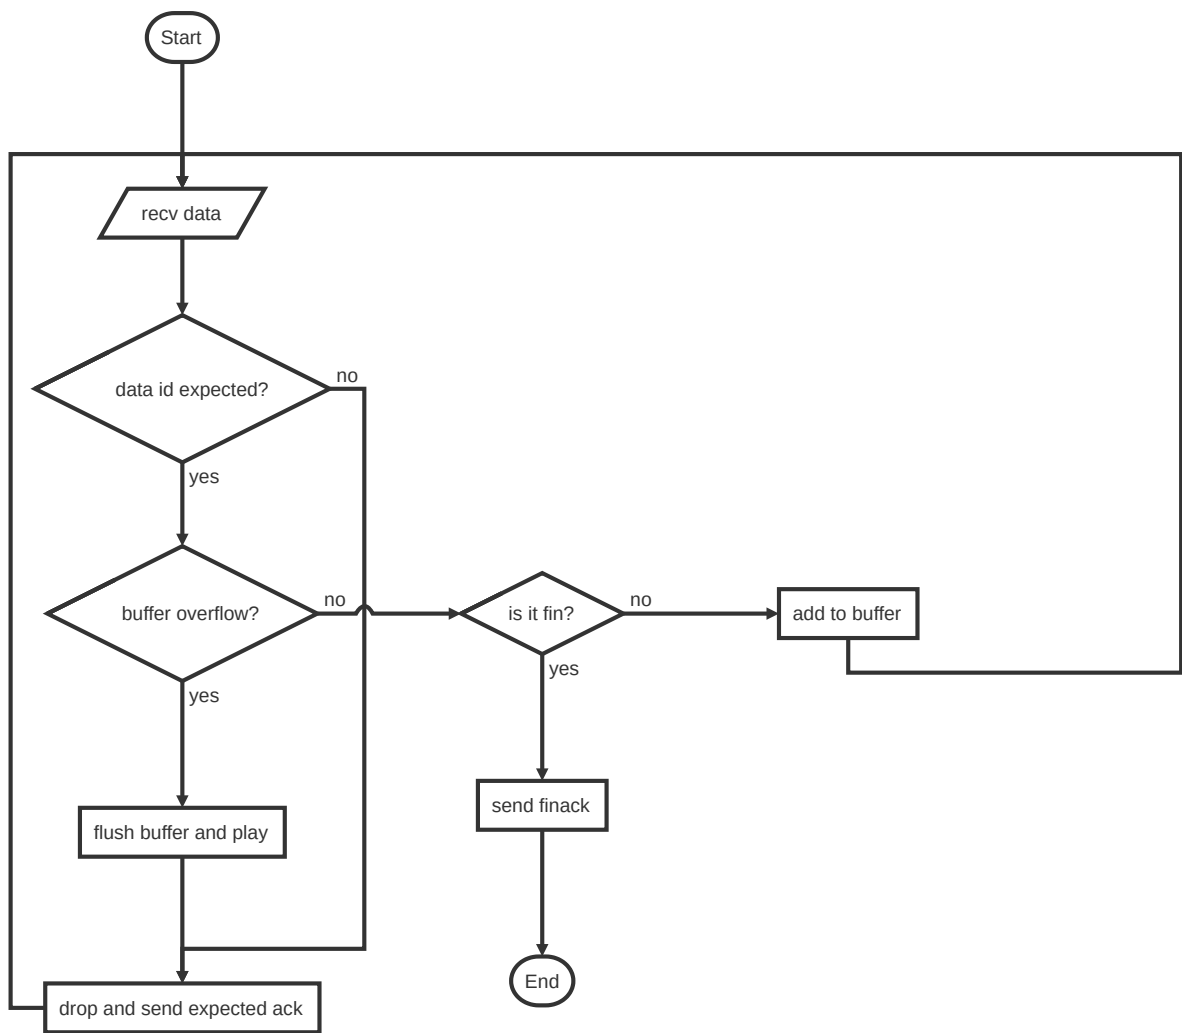 Start
recv data
data id expected?
no
yes
buffer overflow?
no
is it fin?
no
add to buffer
yes
yes
flush buffer and play
send finack
End
drop and send expected ack